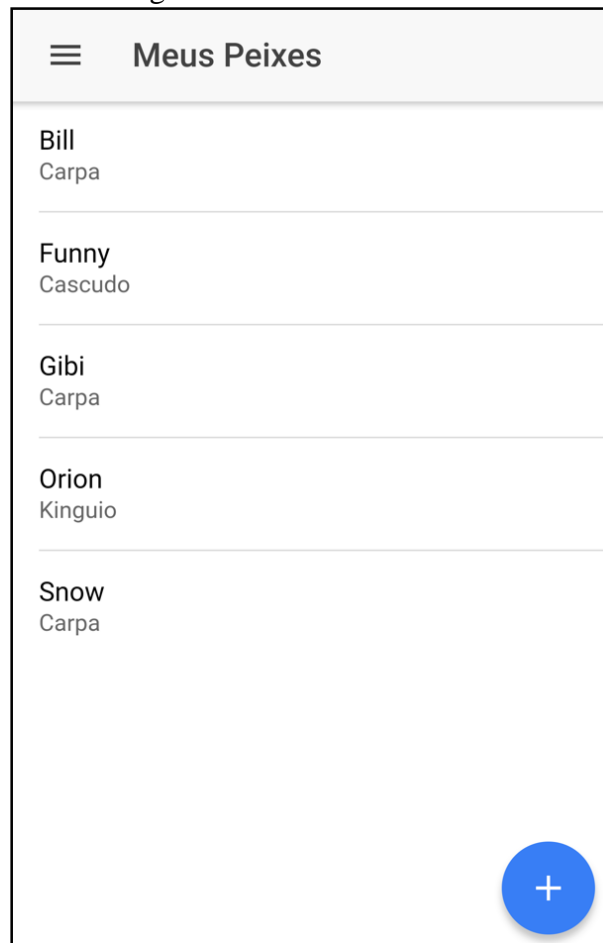 Meus Peixes
Bill
Carpa
Funny
Cascudo
Gibi
Carpa
Orion
Kinguio
Snow
Carpa
+